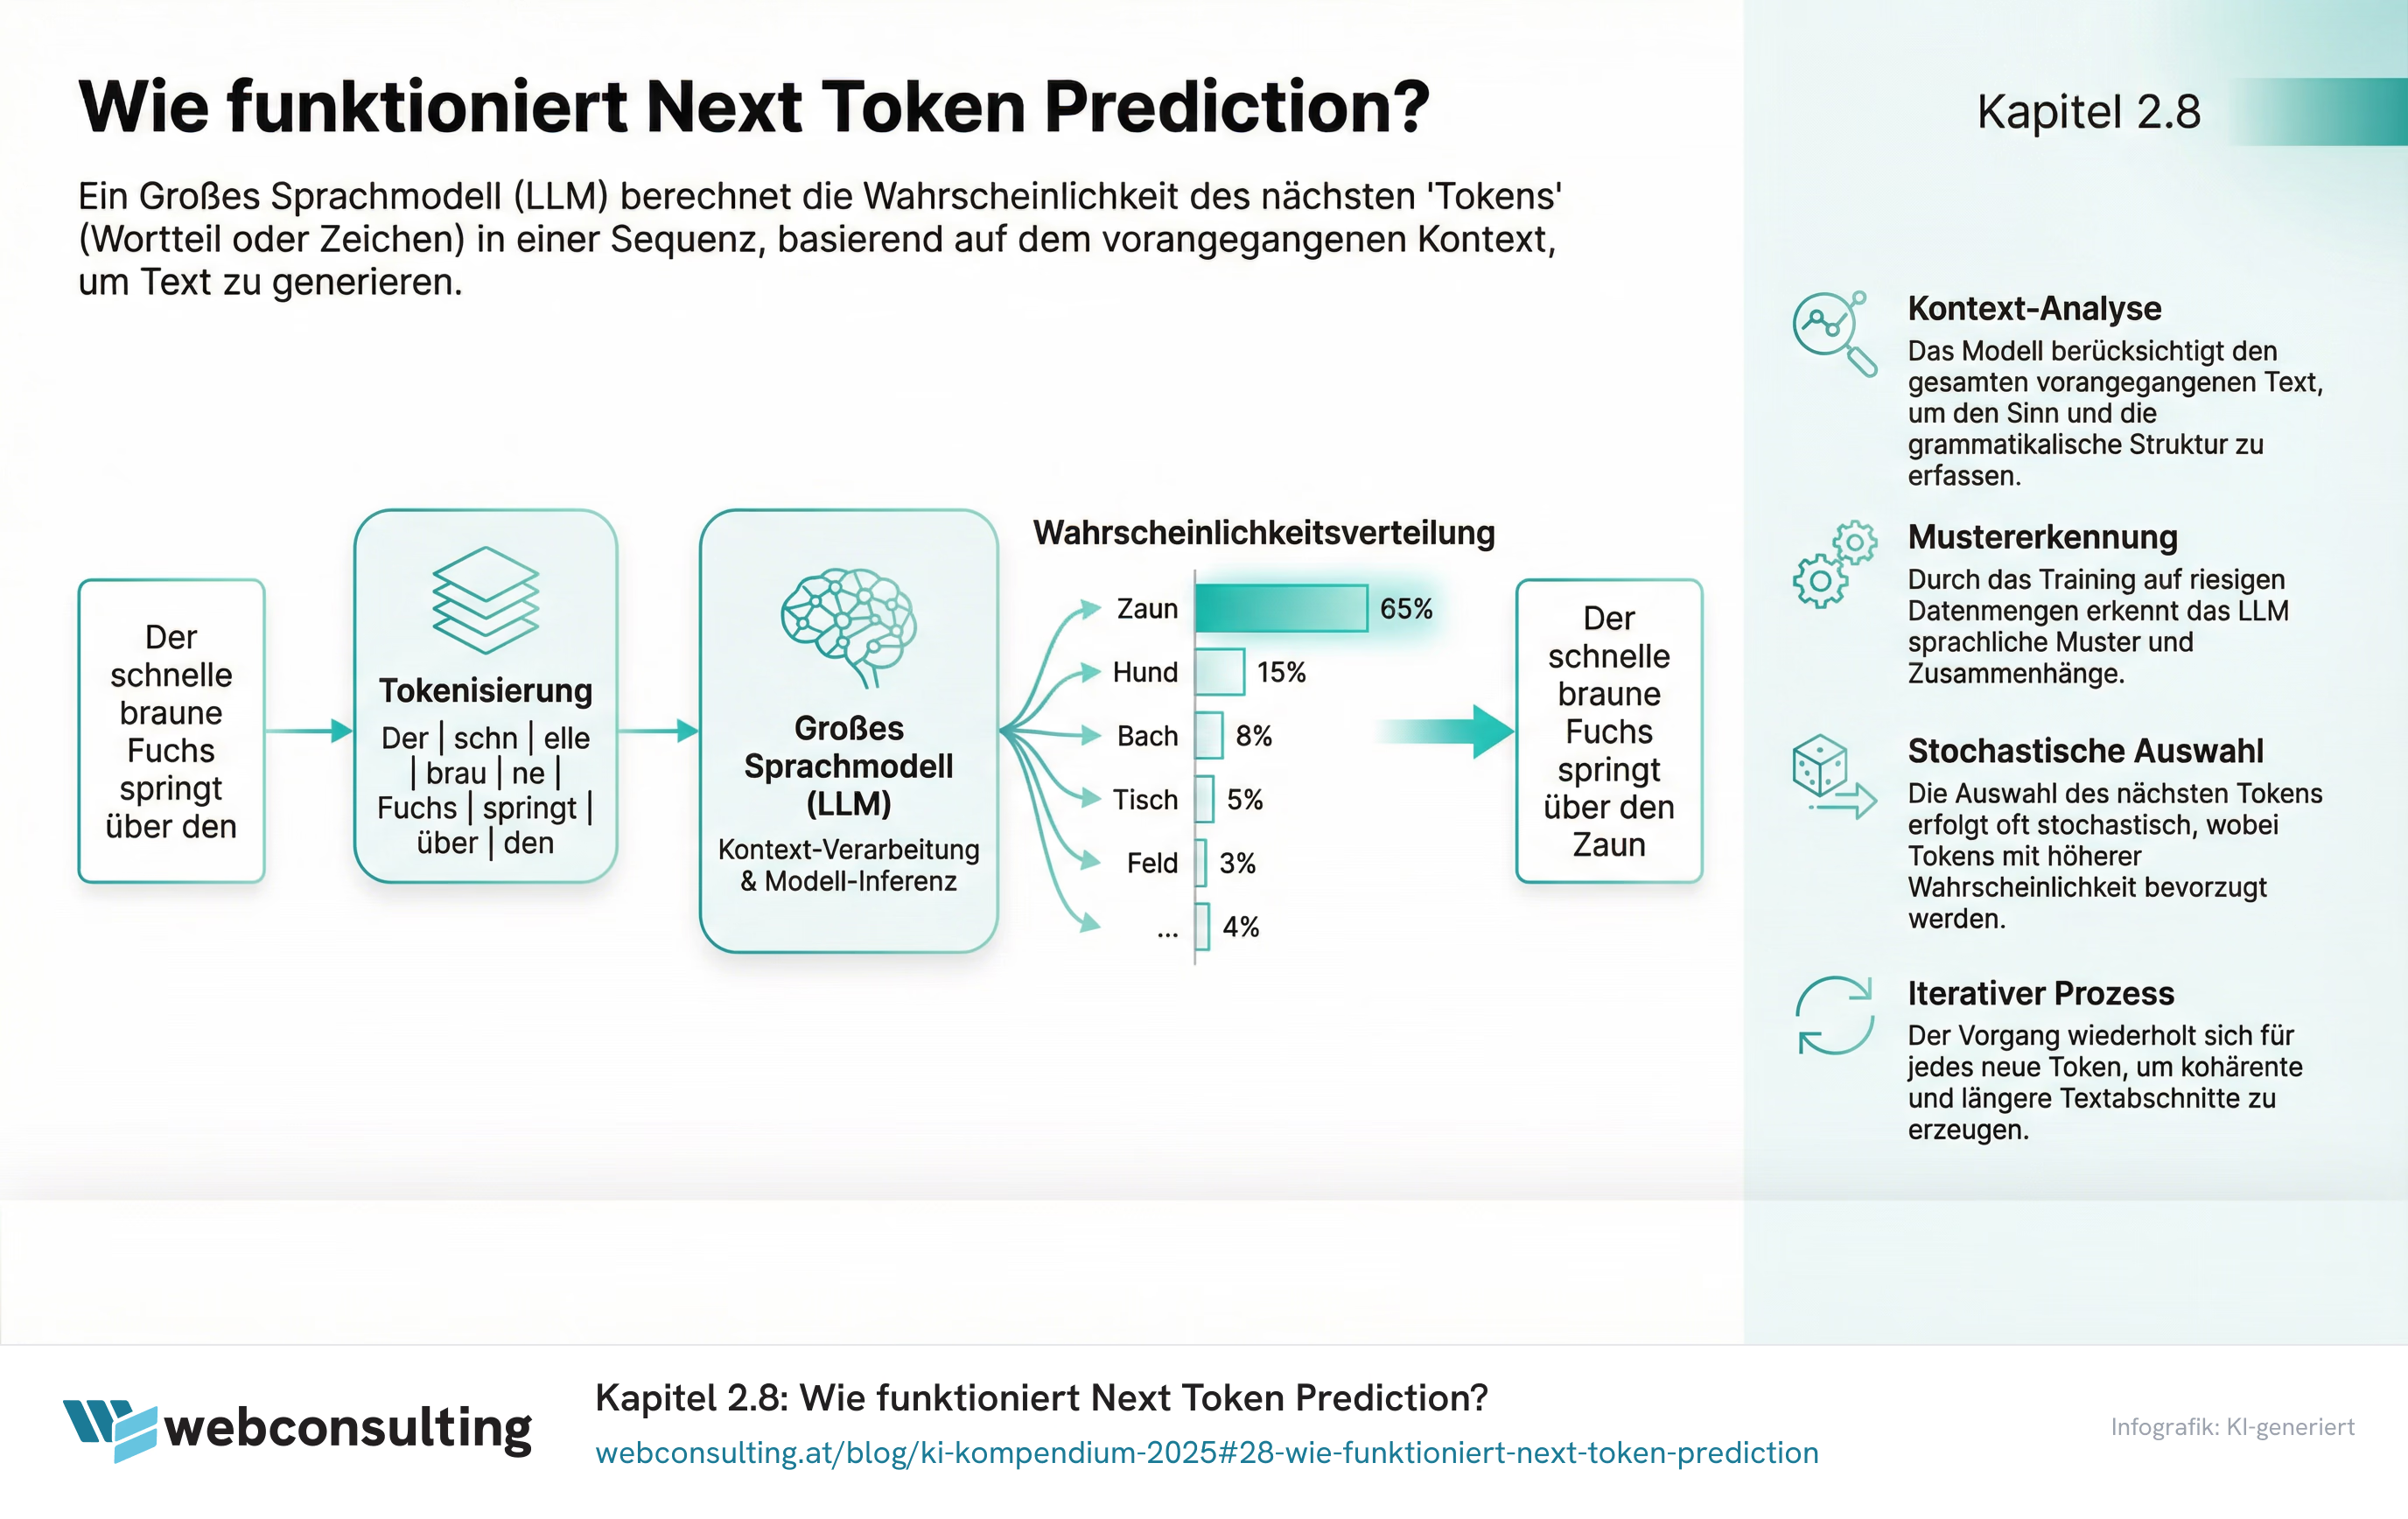 Wie funktioniert Next Token Prediction?
Kapitel 2.8
Ein Großes Sprachmodell (LLM) berechnet die Wahrscheinlichkeit des nächsten 'Tokens'
(Wortteil oder Zeichen) in einer Sequenz, basierend auf dem vorangegangenen Kontext,
um Text zu generieren.
Der
schnelle
braune
Fuchs
springt
über den
Tokenisierung
Der | schn | elle
| brau | ne |
Fuchs | springt |
über | den
Großes
Sprachmodell
(LLM)
Kontext-Verarbeitung
& Modell-Inferenz
Wahrscheinlichkeitsverteilung
Zaun 65%
Hund 15%
Bach 8%
Tisch 5%
Feld 3%
... 4%
Der
schnelle
braune
Fuchs
springt
über den
Zaun
Kontext-Analyse
Das Modell berücksichtigt den
gesamten vorangegangenen Text,
um den Sinn und die
grammatikalische Struktur zu
erfassen.
Mustererkennung
Durch das Training auf riesigen
Datenmengen erkennt das LLM
sprachliche Muster und
Zusammenhänge.
Stochastische Auswahl
Die Auswahl des nächsten Tokens
erfolgt oft stochastisch, wobei
Tokens mit höherer
Wahrscheinlichkeit bevorzugt
werden.
Iterativer Prozess
Der Vorgang wiederholt sich für
jedes neue Token, um kohärente
und längere Textabschnitte zu
erzeugen.
webconsulting
Kapitel 2.8: Wie funktioniert Next Token Prediction?
webconsulting.at/blog/ki-kompendium-2025#28-wie-funktioniert-next-token-prediction
Infografik: KI-generiert